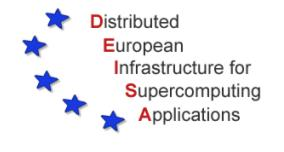 Distributed
European
Infrastructure for
Supercomputing
Applications